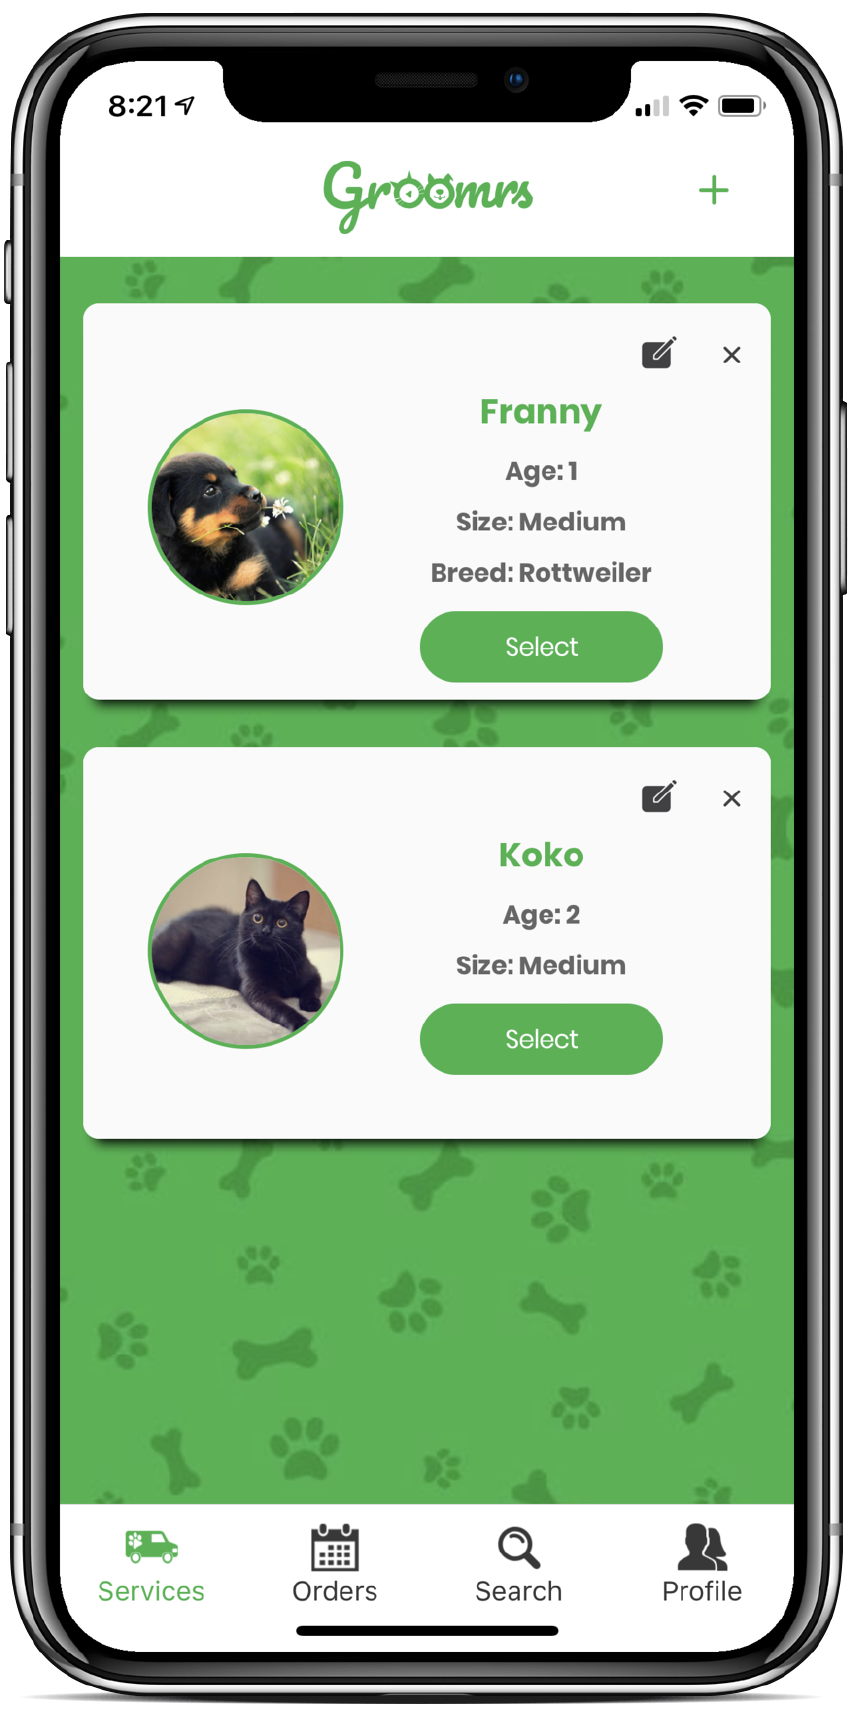 8:21
Groomrs
Franny
Age: 1
Size: Medium
Breed: Rottweiler
Select
Koko
Age: 2
Size: Medium
Select
Services
Orders
Search
Profile